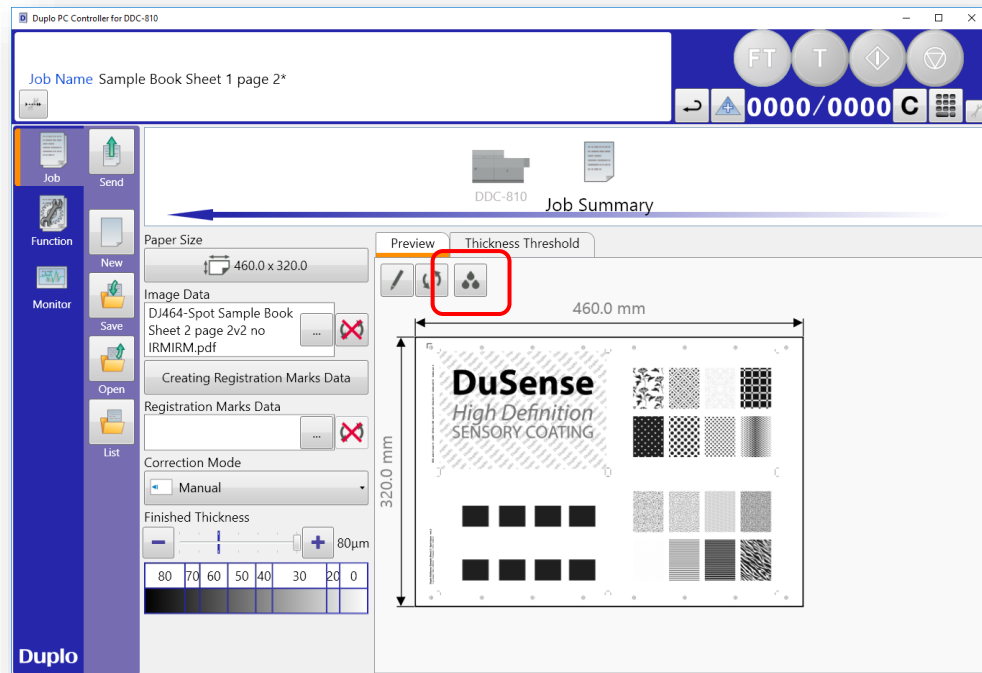 Duplo PC Controller for DDC-810
Job Name Sample Book Sheet 1 page 2*
FT T
0000/0000 C
Job
Send
Function
New
Monitor
Save
Open
List
Duplo
DDC-810
Job Summary
Paper Size
460.0 x 320.0
Image Data
DJ464-Spot Sample Book
Sheet 2 page 2v2 no
IRMIRM.pdf
...
Creating Registration Marks Data
Registration Marks Data
...
Correction Mode
Manual
Finished Thickness
80μm
80 70 60 50 40 30 20 0
Preview Thickness Threshold
460.0 mm
320.0 mm
DuSense
High Definition
SENSORY COATING